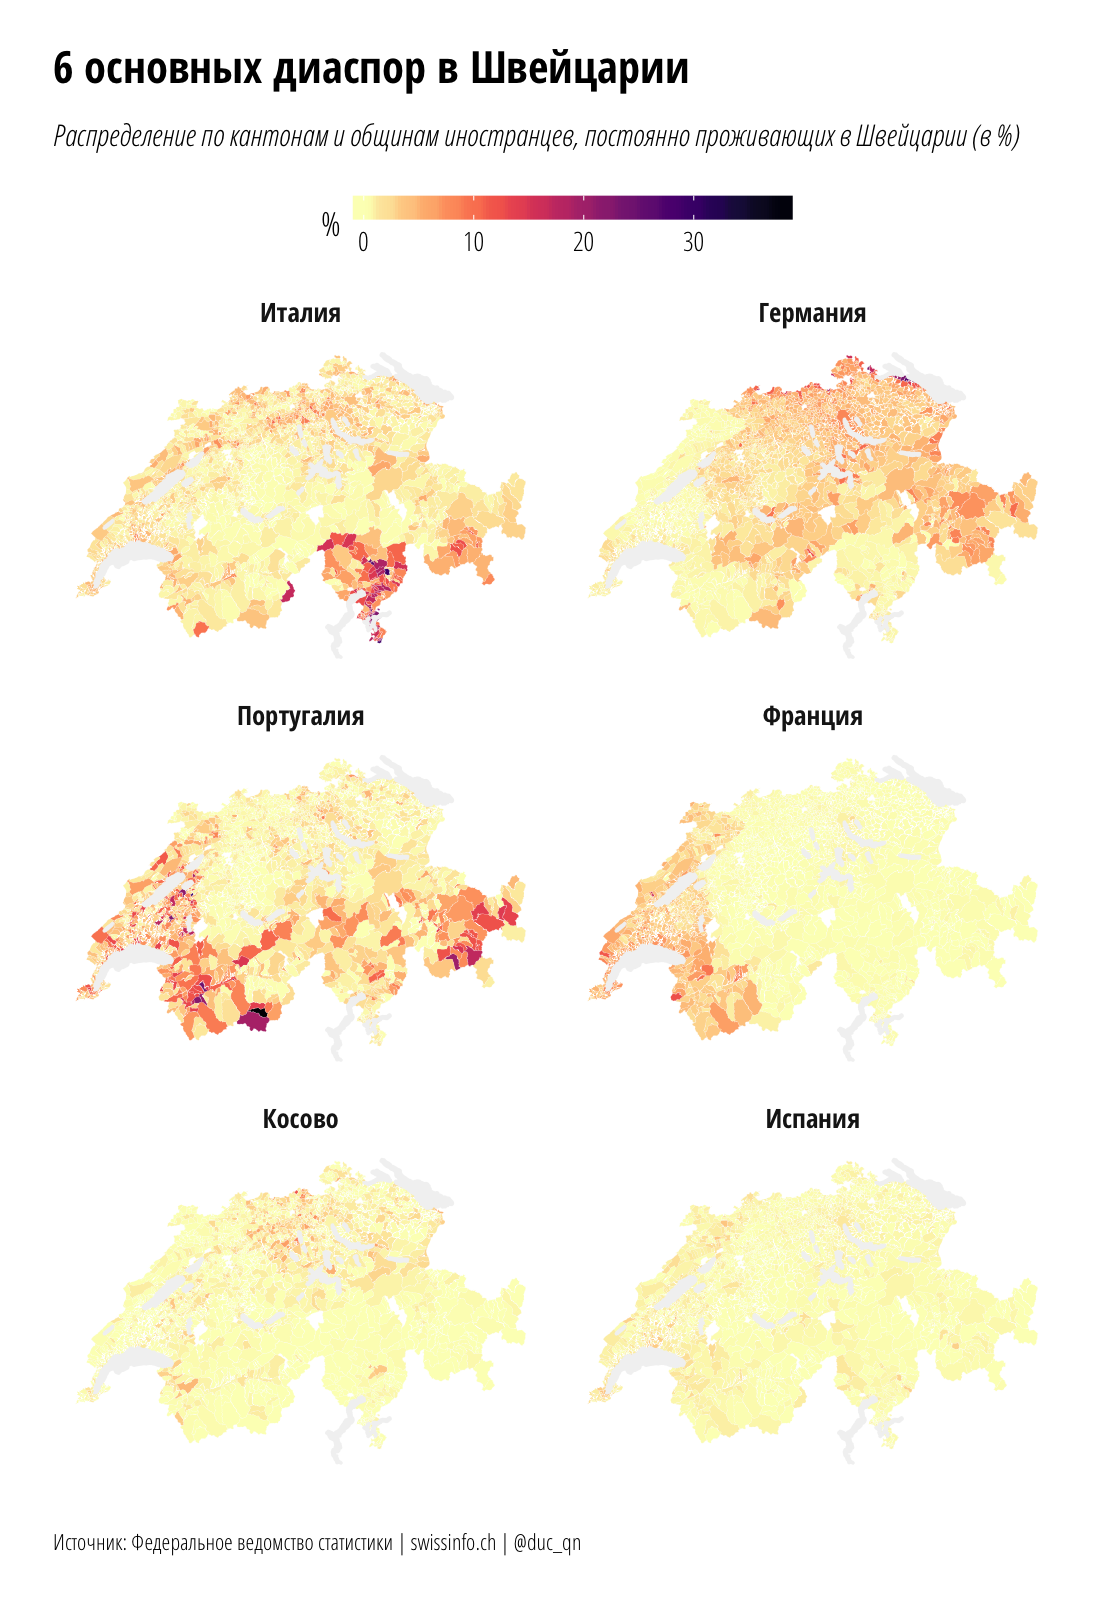 6 основных диаспор в Швейцарии
Распределение по кантонам и общинам иностранцев, постоянно проживающих в Швейцарии (в %)
%
0 10 20 30
Италия Германия
Португалия Франция
Косово Испания
Источник: Федеральное ведомство статистики | swissinfo.ch | @duc_qn